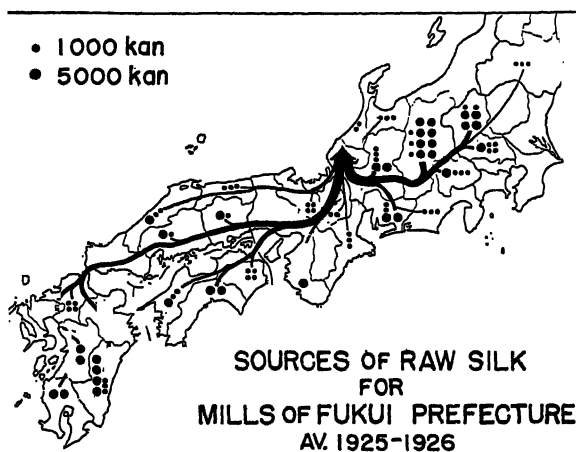 1000 kan
5000 kan
SOURCES OF RAW SILK
FOR
MILLS OF FUKUI PREFECTURE
AV. 1925-1926